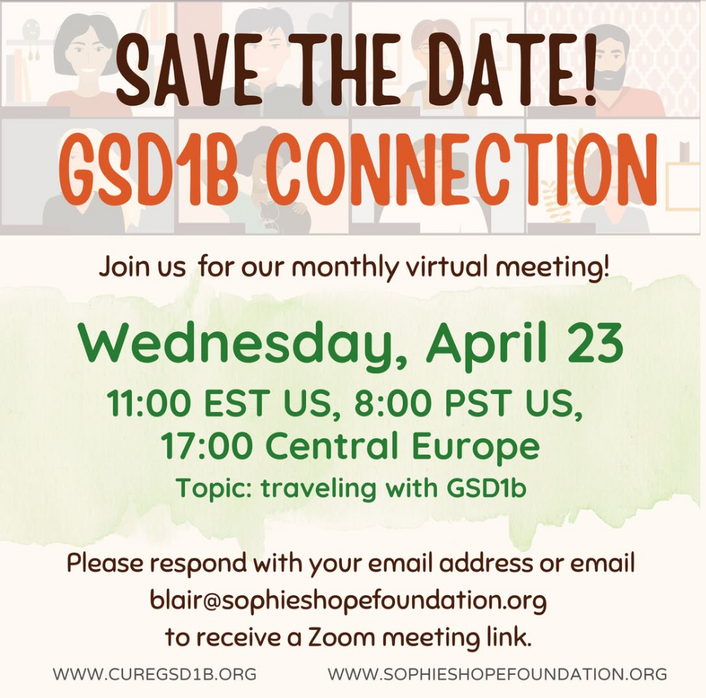 SAVE THE DATE!
GSD1B CONNECTION
Join us for our monthly virtual meeting!
Wednesday, April 23
11:00 EST US, 8:00 PST US,
17:00 Central Europe
Topic: traveling with GSD1b
Please respond with your email address or email
blair@sophieshopefoundation.org
to receive a Zoom meeting link.
WWW.CUREGSD1B.ORG
WWW.SOPHIESHOPEFOUNDATION.ORG